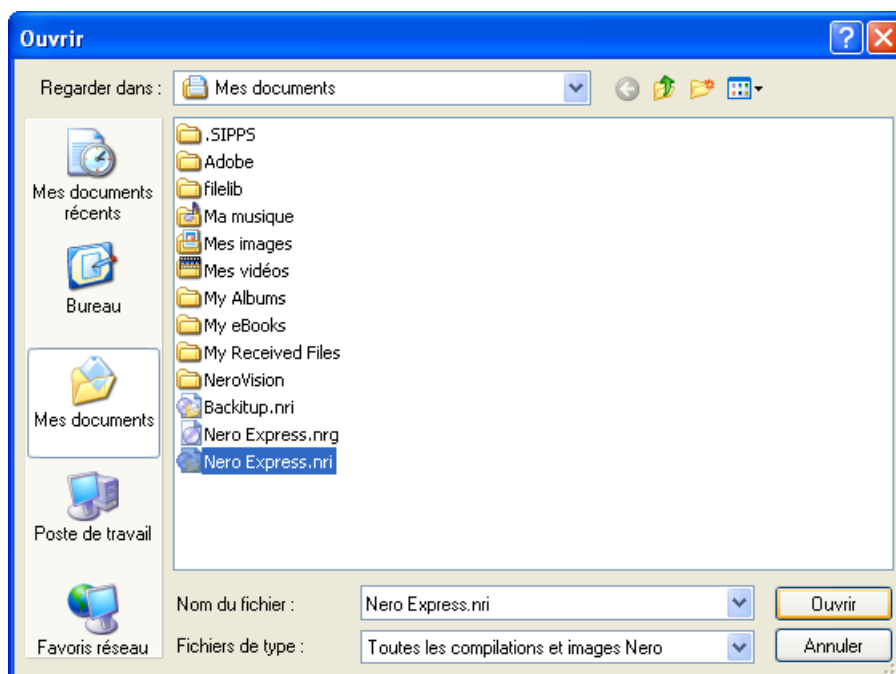 Ouvrir
Regarder dans :
Mes documents
Mes documents
récents
Bureau
Mes documents
Poste de travail
Favoris réseau
.SIPPS
Adobe
filelib
Ma musique
Mes images
Mes vidéos
My Albums
My eBooks
My Received Files
NeroVision
Backitup.nri
Nero Express.nrg
Nero Express.nri
Nom du fichier :
Nero Express.nri
Ouvrir
Fichiers de type :
Toutes les compilations et images Nero
Annuler